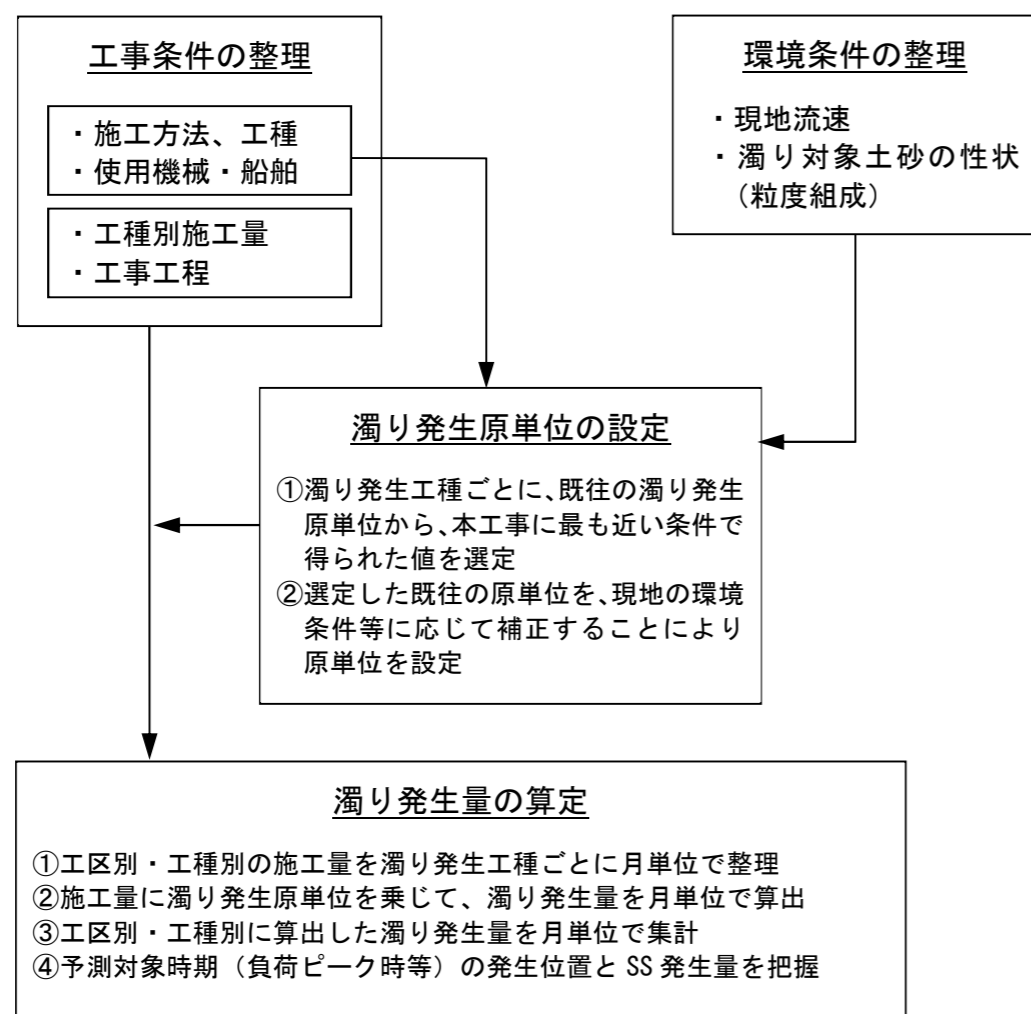 工事条件の整理
・施工方法、工種
・使用機械・船舶
・工種別施工量
・工事工程
環境条件の整理
・現地流速
・濁り対象土砂の性状
（粒度組成）
濁り発生原単位の設定
①濁り発生工種ごとに、既往の濁り発生
原単位から、本工事に最も近い条件で
得られた値を選定
②選定した既往の原単位を、現地の環境
条件等に応じて補正することにより
原単位を設定
濁り発生量の算定
①工区別・工種別の施工量を濁り発生工種ごとに月単位で整理
②施工量に濁り発生原単位を乗じて、濁り発生量を月単位で算出
③工区別・工種別に算出した濁り発生量を月単位で集計
④予測対象時期（負荷ピーク時等）の発生位置と SS 発生量を把握